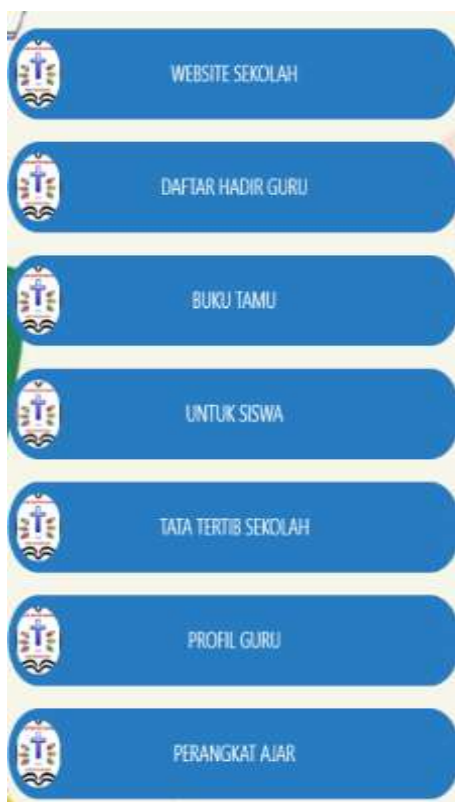 WEBSITE SEKOLAH
DAFTAR HADIR GURU
BUKU TAMU
UNTUK SISWA
TATA TERTIB SEKOLAH
PROFIL GURU
PERANGKAT AJAR